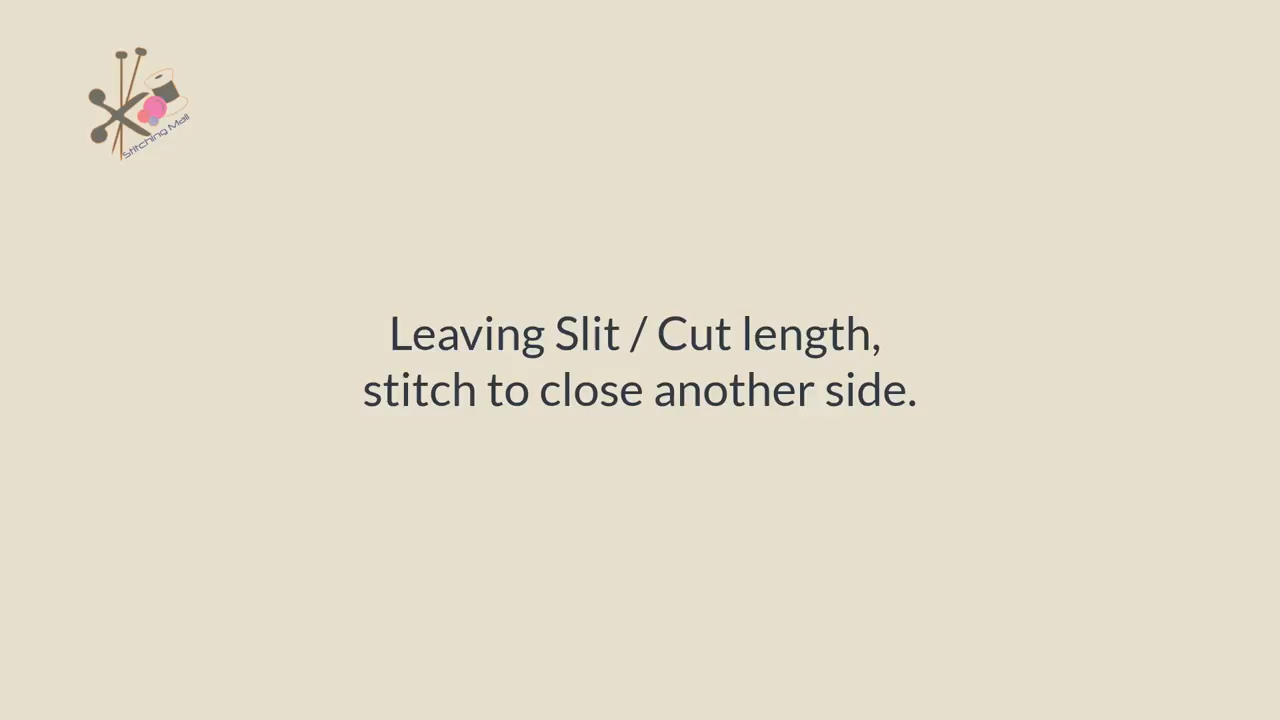 Stitching Mall
Leaving Slit / Cut length,
stitch to close another side.